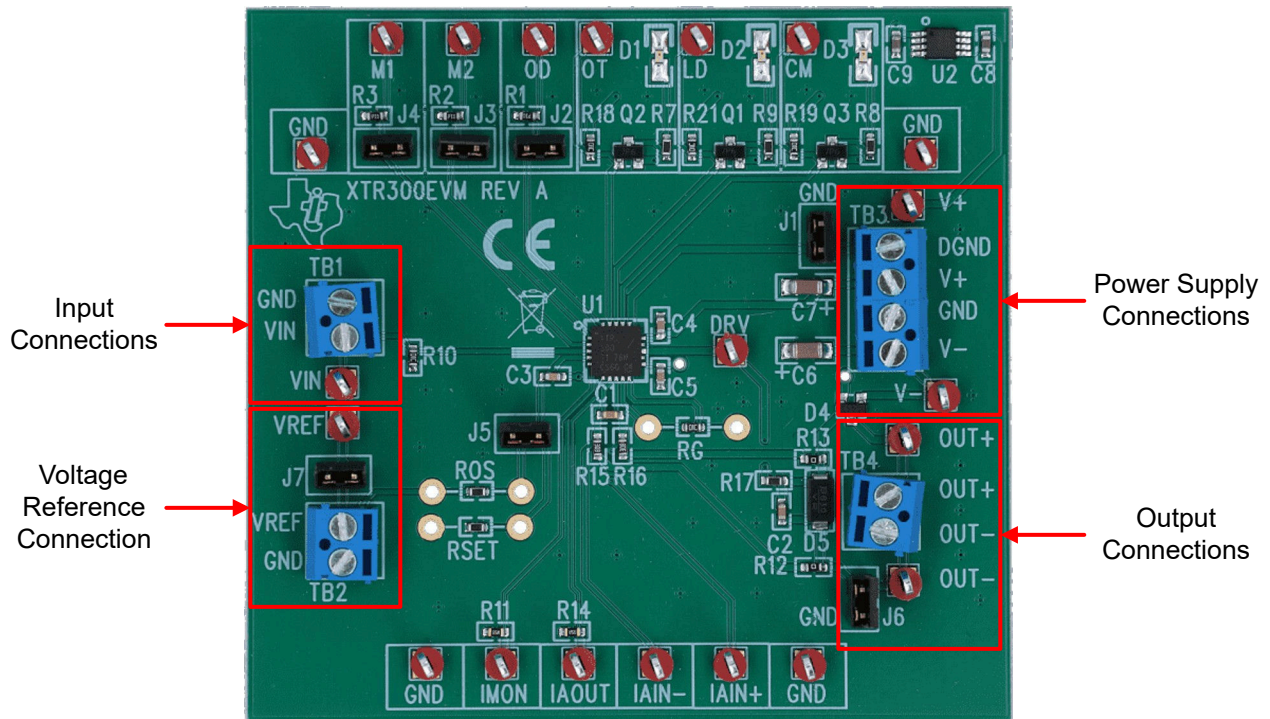 M1
M2
OD
OT
D1
LD
D2
CM
D3
C9
U2
C8
R3
J4
R2
J3
R1
J2
R18
Q2
R7
R21
Q1
R9
R19
Q3
R8
GND
GND
XTR300EVM REV A
GND
J1
TB3
V+
DGND
V+
GND
V-
V-
Power Supply
Connections
CE
TB1
GND
VIN
VIN
Input
Connections
R10
U1
C4
C3
C5
C1
DRV
C7+
+C6
D4
VREF
J7
VREF
GND
TB2
Voltage
Reference
Connection
J5
ROS
RSET
R15
R16
RG
R13
R17
C2
D5
R12
TB4
OUT+
OUT+
OUT-
OUT-
GND
J6
Output
Connections
R11
R14
GND
IMON
IAOUT
IAIN-
IAIN+
GND